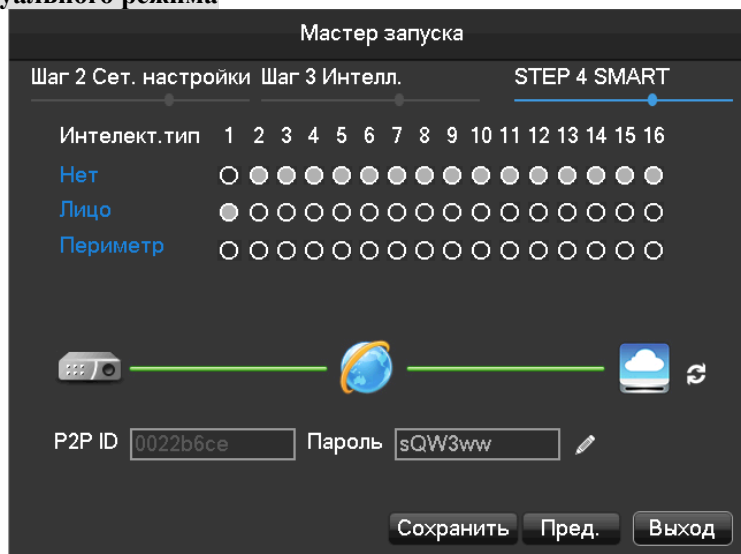 уального режима
Мастер запуска
Шаг 2 Сет. настройки Шаг 3 Интелл. STEP 4 SMART
Интелект.тип 1 2 3 4 5 6 7 8 9 10 11 12 13 14 15 16
Нет
Лицо
Периметр
P2P ID 0022b6ce Пароль sQW3ww
Сохранить Пред. Выход